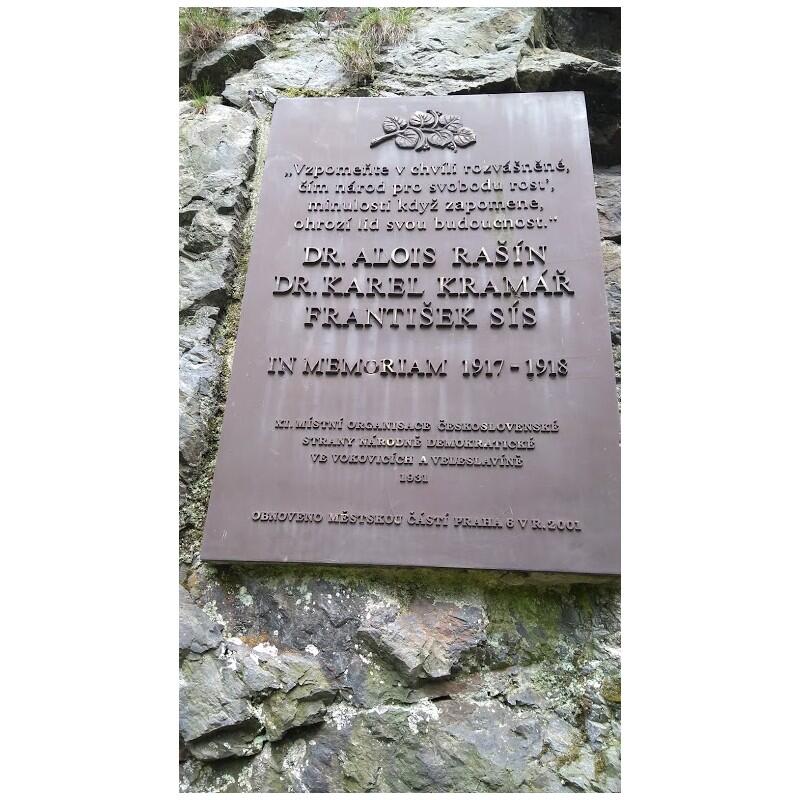 „Vzpomeňte v chvíli rozvášněné,
čím národ pro svobodu rost',
minulosti když zapomene,
ohrozí lid svou budoucnost."
DR. ALOIS RAŠÍN
DR. KAREL KRAMÁŘ
FRANTIŠEK SÍS
IN MEMORIAM 1917 - 1918
XI. MÍSTNÍ ORGANISACE ČESKOSLOVENSKÉ
STRANY NÁRODNĚ DEMOKRATICKÉ
VE VOKOVICÍCH A VELESLAVÍNĚ
1931
OBNOVENO MĚSTSKOU ČÁSTÍ PRAHA 6 V R. 2001